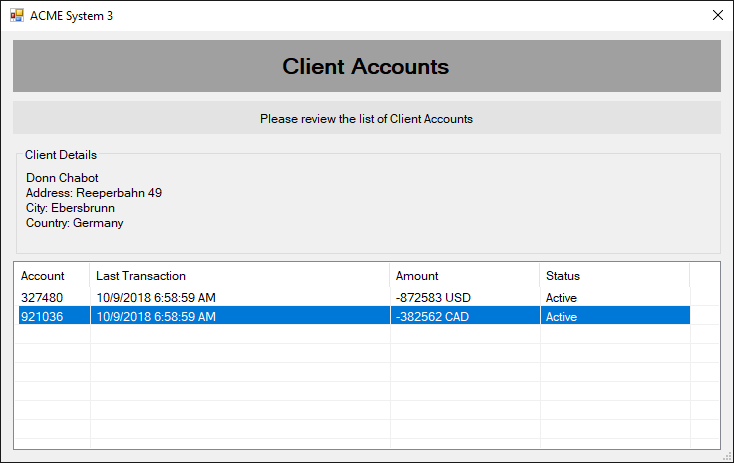 ACME System 3
Client Accounts
Please review the list of Client Accounts
Client Details
Donn Chabot
Address: Reeperbahn 49
City: Ebersbrunn
Country: Germany
Account Last Transaction Amount Status
327480 10/9/2018 6:58:59 AM -872583 USD Active
921036 10/9/2018 6:58:59 AM -382562 CAD Active